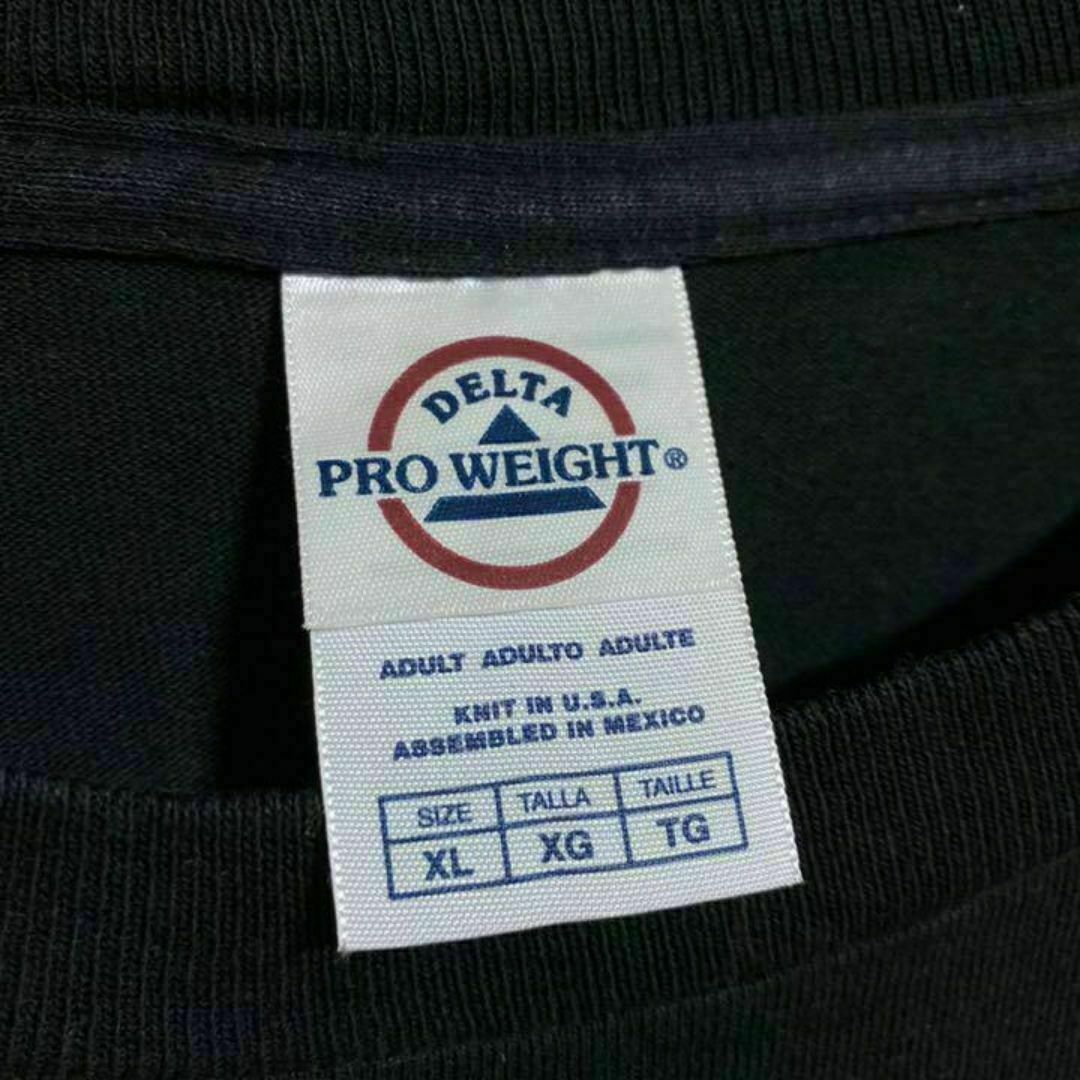 DELTA
PRO WEIGHT®
ADULT ADULTO ADULTE
KNIT IN U.S.A.
ASSEMBLED IN MEXICO
SIZE TALLA TAILLE
XL XG TG